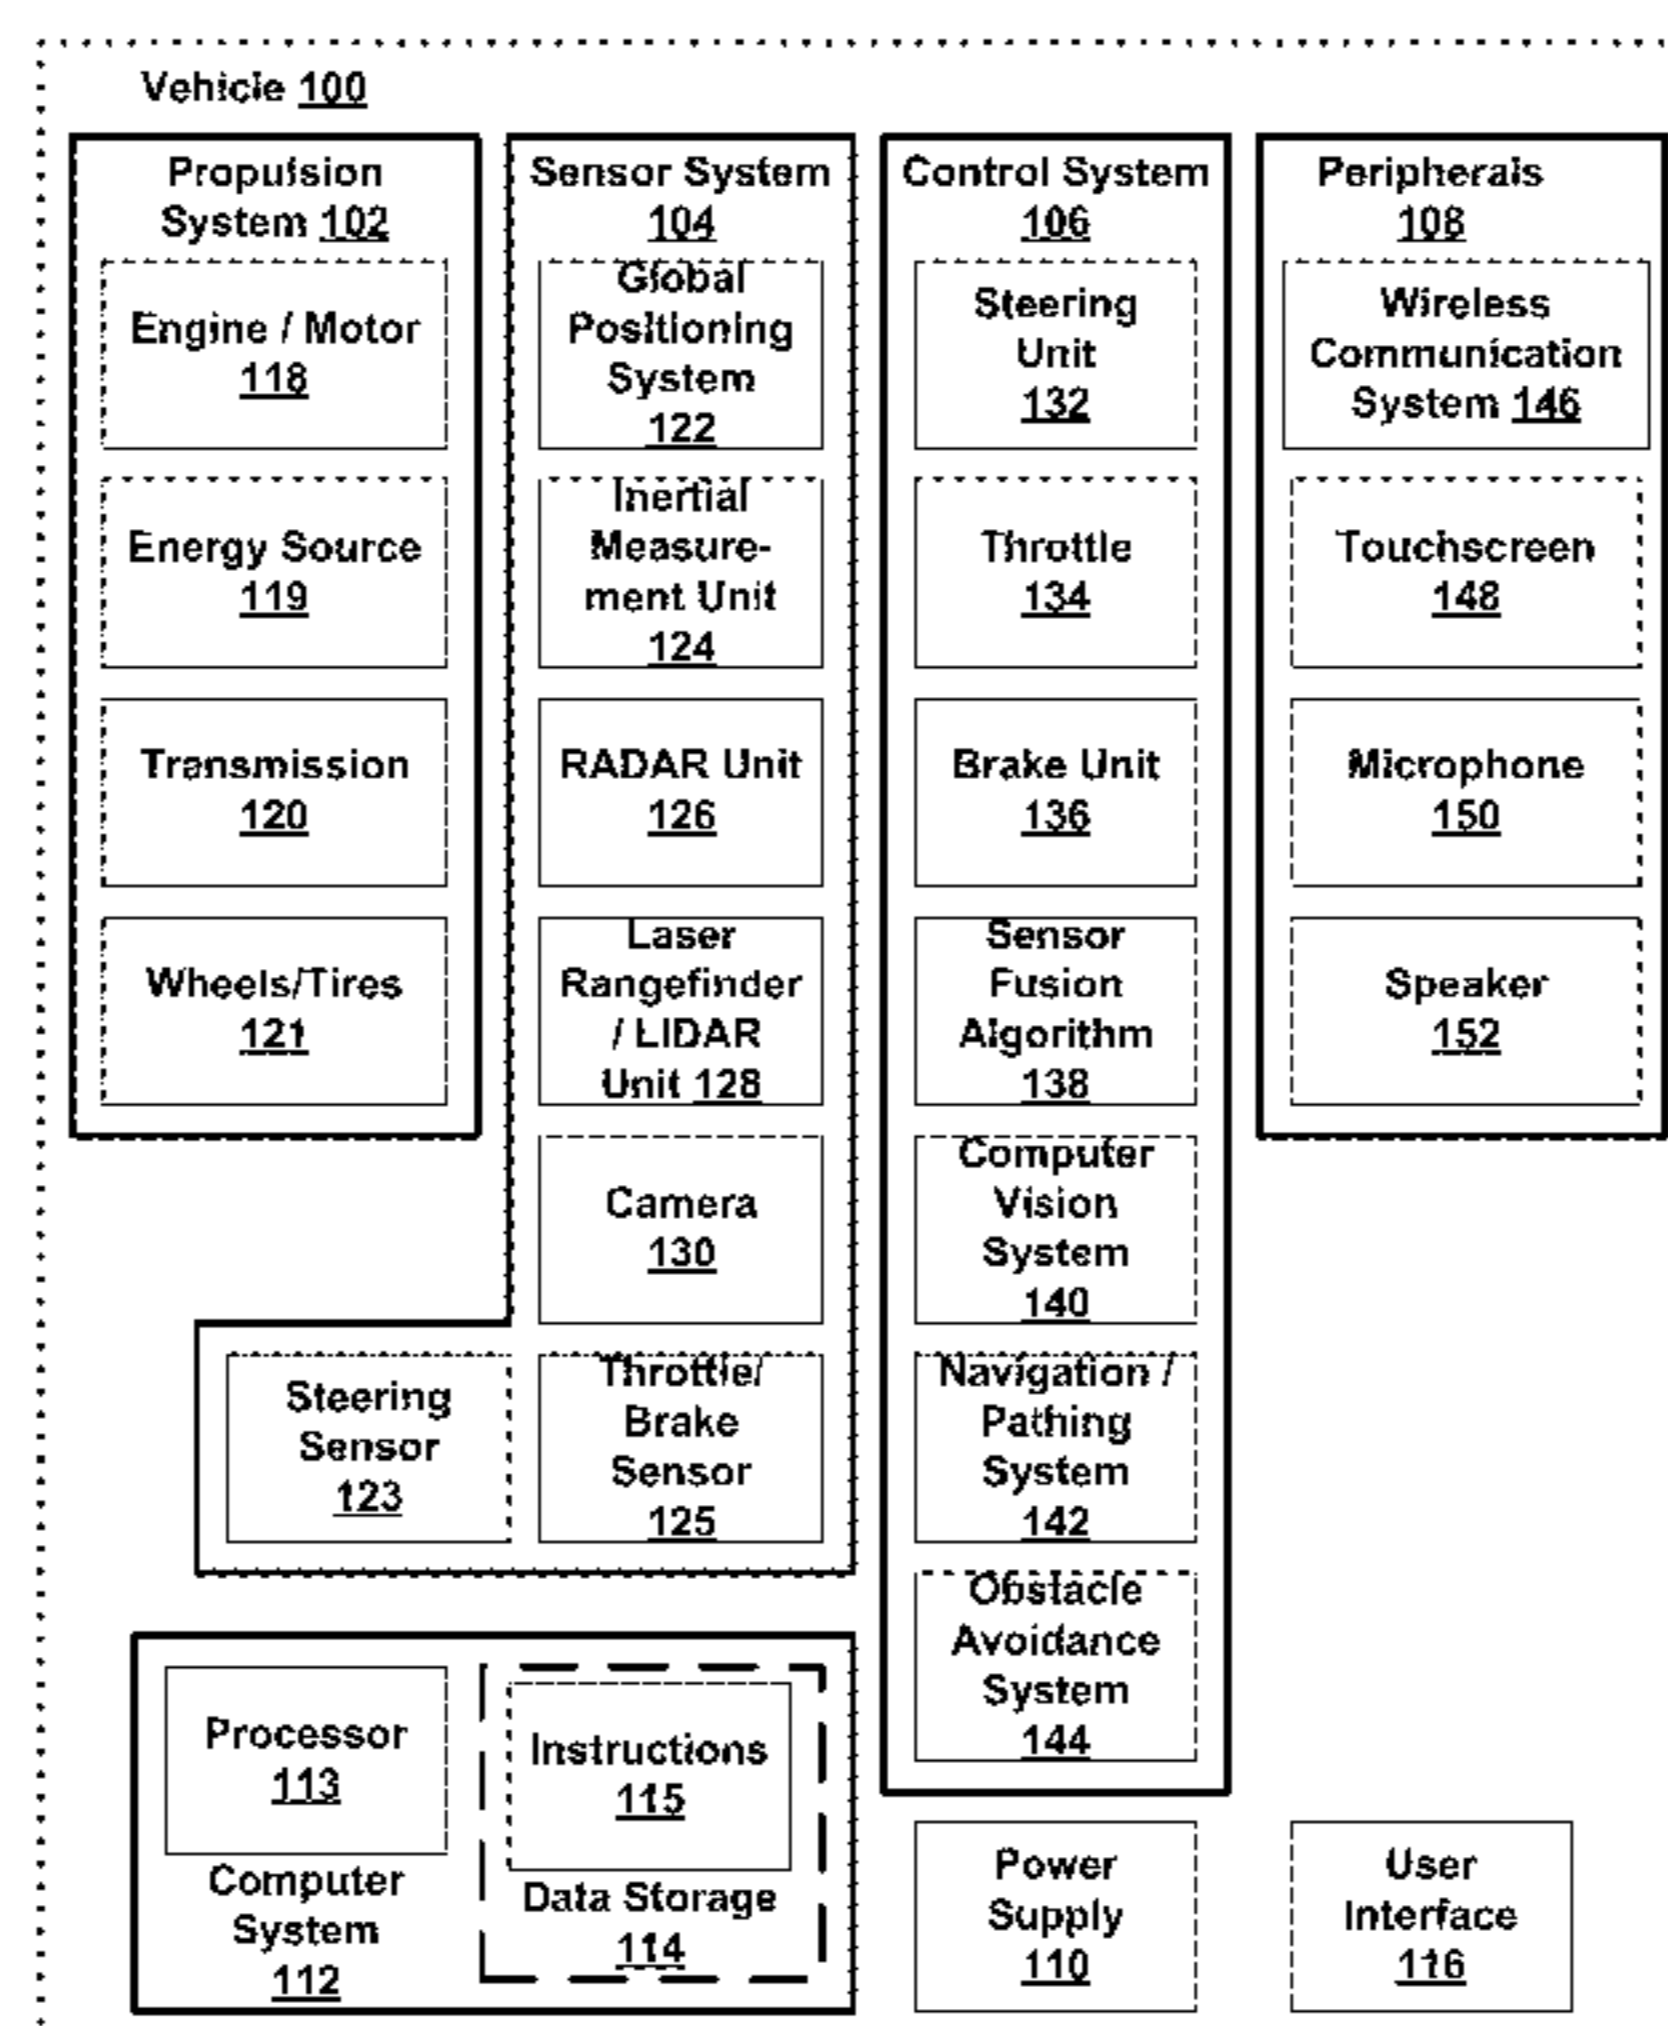 Vehicle 100
Propulsion
System 102
Engine / Motor
118
Energy Source
119
Transmission
120
Wheels/Tires
121
Sensor System
104
Global
Positioning
System
122
Inertial
Measure-
ment Unit
124
RADAR Unit
126
Laser
Rangefinder
/ LIDAR
Unit 128
Camera
130
Steering
Sensor
123
Throttle/
Brake
Sensor
125
Control System
106
Steering
Unit
132
Throttle
134
Brake Unit
136
Sensor
Fusion
Algorithm
138
Computer
Vision
System
140
Navigation /
Pathing
System
142
Obstacle
Avoidance
System
144
Peripherals
108
Wireless
Communication
System 146
Touchscreen
148
Microphone
150
Speaker
152
Processor
113
Computer
System
112
Instructions
115
Data Storage
114
Power
Supply
110
User
Interface
116